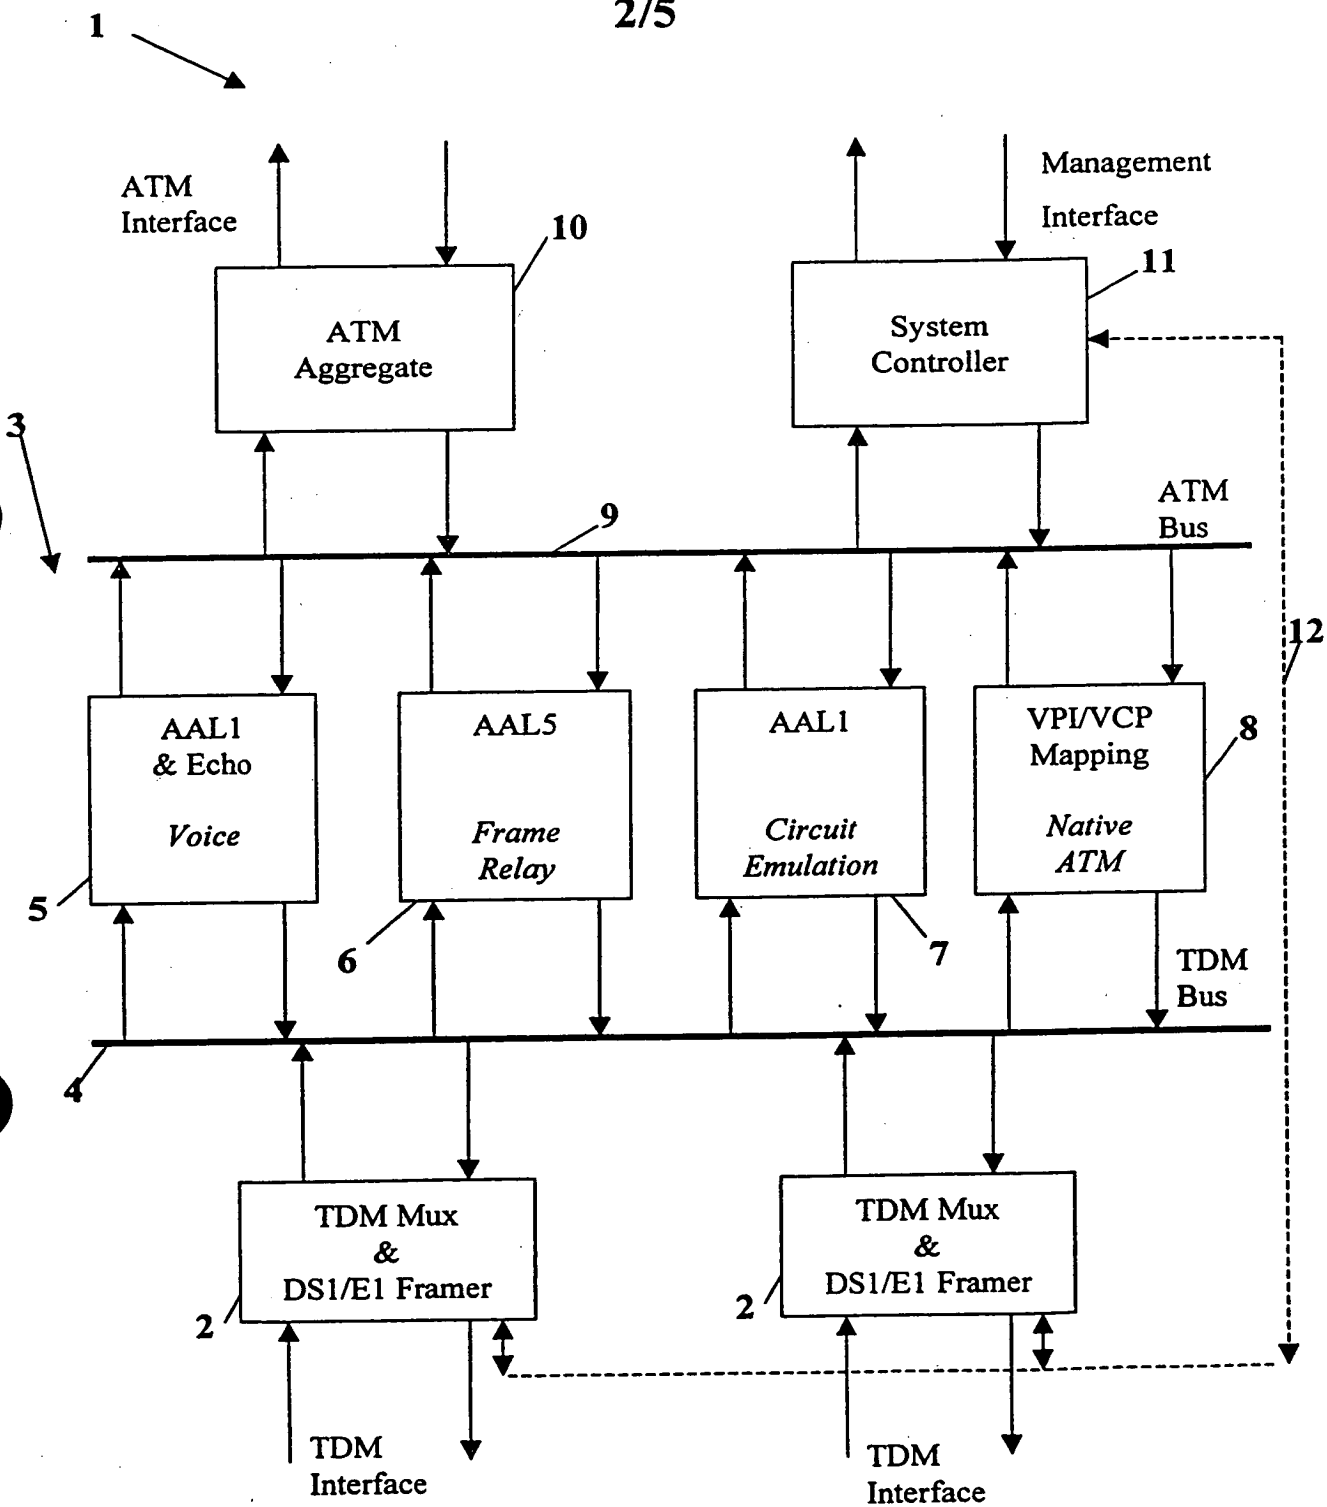 2/5
1
ATM
Interface
Management
Interface
10
11
ATM
Aggregate
System
Controller
3
9
ATM
Bus
12
AAL1
& Echo
Voice
AAL5
Frame
Relay
AAL1
Circuit
Emulation
VPI/VCP
Mapping
Native
ATM
8
5
6
7
TDM
Bus
4
TDM Mux
&
DS1/E1 Framer
TDM Mux
&
DS1/E1 Framer
2
2
TDM
Interface
TDM
Interface